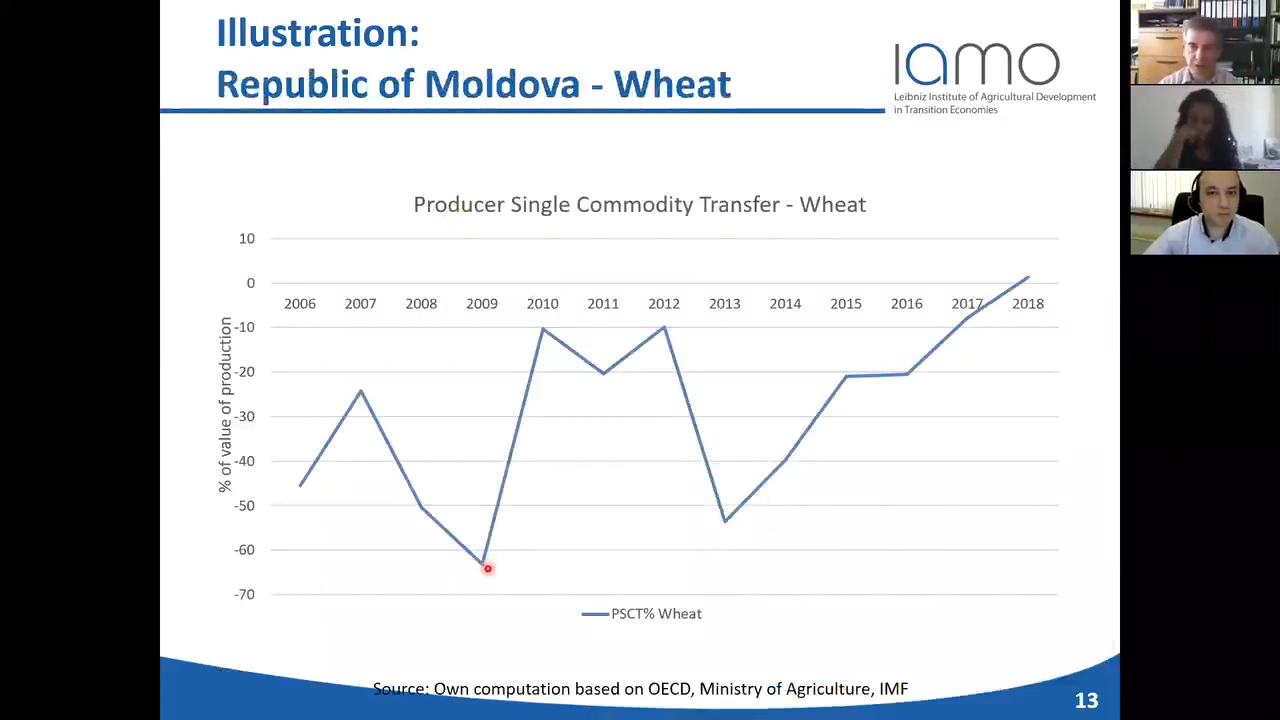 Illustration:
Republic of Moldova - Wheat
iamo
Leibniz Institute of Agricultural Development
in Transition Economies
Producer Single Commodity Transfer - Wheat
10
0
-10
-20
-30
-40
-50
-60
-70
% of value of production
2006 2007 2008 2009 2010 2011 2012 2013 2014 2015 2016 2017 2018
PSCT% Wheat
Source: Own computation based on OECD, Ministry of Agriculture, IMF
13